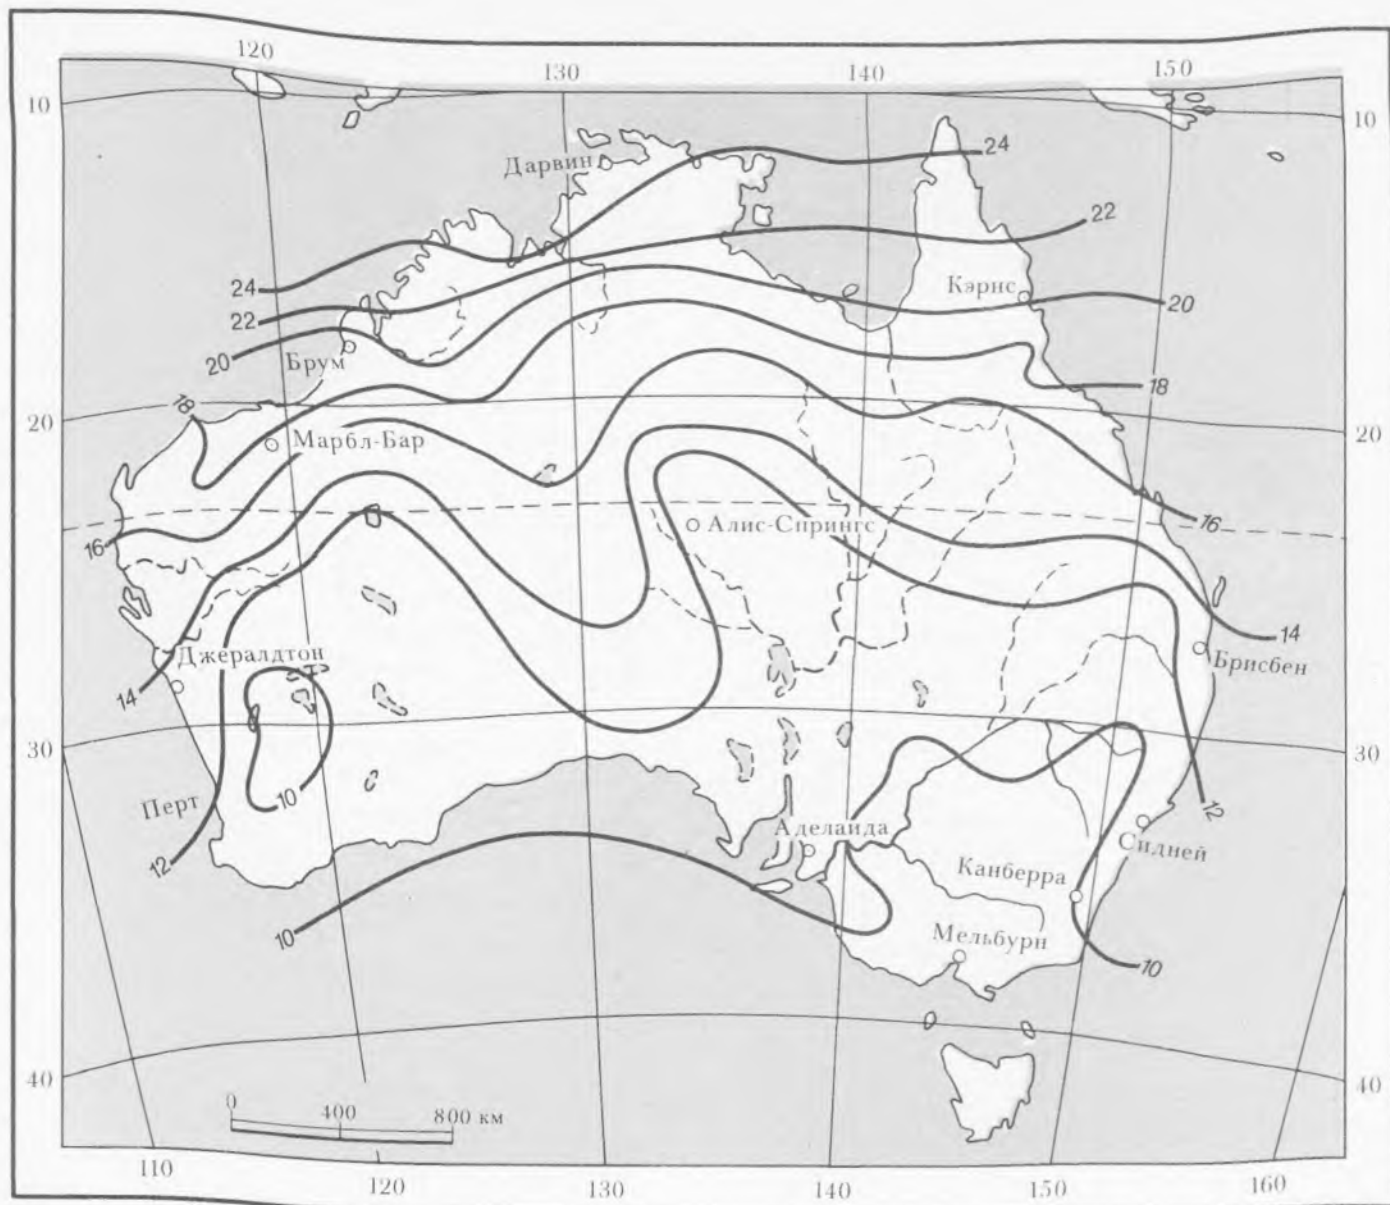 120
130
140
150
10
10
Дарвин
24
22
24
Кэрнс
20
22
20
Брум
18
18
20
Марбл-Бар
20
16
Алис-Спрингс
16
14
Джералдтон
Брисбен
14
30
30
10
Перт
12
Аделаида
Сидней
12
Канберра
10
Мельбурн
10
40
40
0
400
800 км
110
120
130
140
150
160